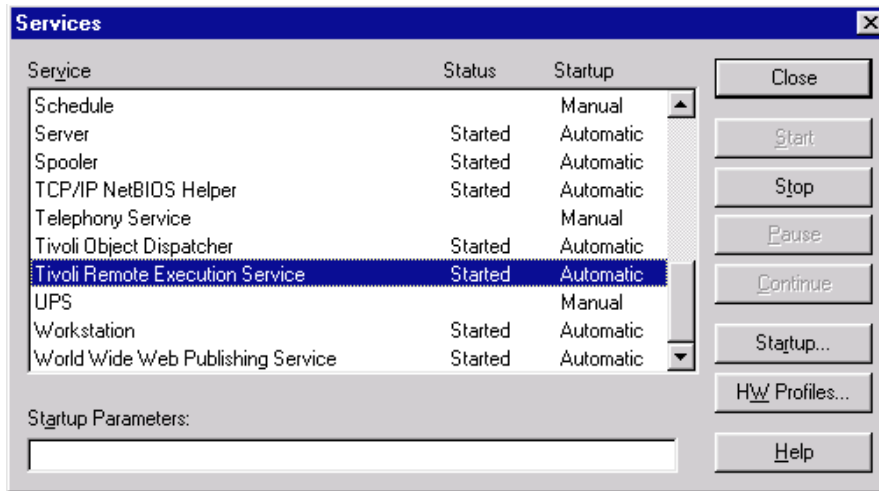 Services
Service Status Startup
Schedule Manual
Server Started Automatic
Spooler Started Automatic
TCP/IP NetBIOS Helper Started Automatic
Telephony Service Manual
Tivoli Object Dispatcher Started Automatic
Tivoli Remote Execution Service Started Automatic
UPS Manual
Workstation Started Automatic
World Wide Web Publishing Service Started Automatic
Startup Parameters:
Close
Start
Stop
Pause
Continue
Startup...
HW Profiles...
Help